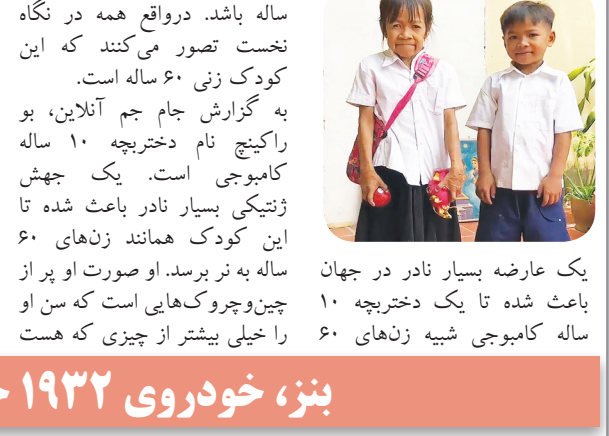 یک عارضه بسیار نادر در جهان
باعث شده تا یک دختربچه ۱۰
ساله کامبوجی شبیه زن‌های ۶۰
ساله باشد. درواقع همه در نگاه
نخست تصور می‌کنند که این
کودک زنی ۶۰ ساله است.
به گزارش جام جم آنلاین، بو
راکینچ نام دختربچه ۱۰ ساله
کامبوجی است. یک جهش
ژنتیکی بسیار نادر باعث شده تا
این کودک همانند زن‌های ۶۰
ساله به نر برسد. او صورت او پر از
چین‌وچروک‌هایی است که سن او
را خیلی بیشتر از چیزی که هست
بنز، خودروی ۱۹۳۲